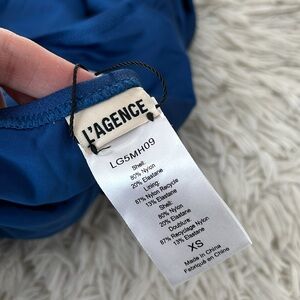 L'AGENCE
LG5MH09
Shell:
80% Nylon
20% Elastane
Lining:
87% Nylon Recycle
13% Elastane
Shell:
80% Nylon
20% Elastane
Doublure:
87% Recyclage Nylon
13% Elastane
XS
Made in China
Fabriqué en Chine